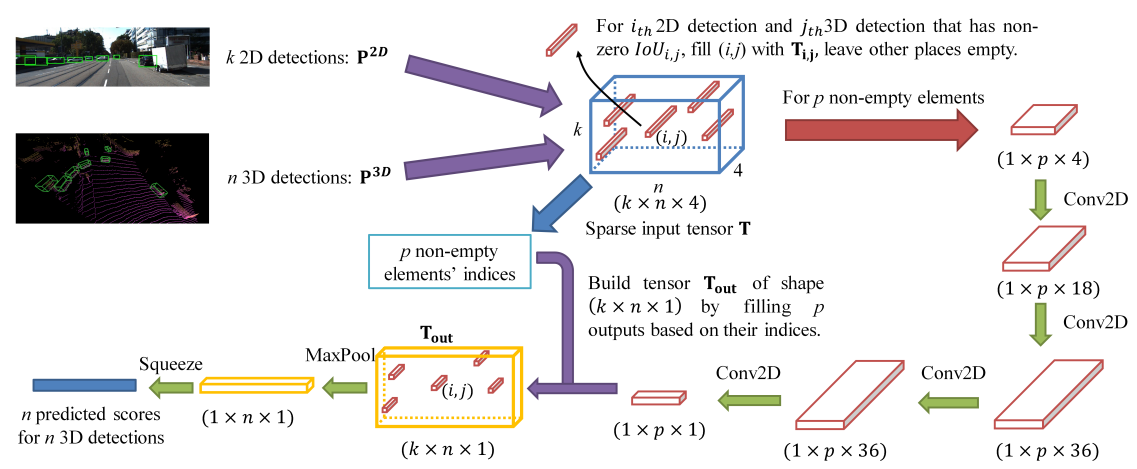 For i_th 2D detection and j_th 3D detection that has non-
zero IoU_i,j, fill (i,j) with T_i,j, leave other places empty.
k 2D detections: P^2D
n 3D detections: P^3D
k
(i,j)
n
4
(k × n × 4)
Sparse input tensor T
For p non-empty elements
(1 × p × 4)
Conv2D
(1 × p × 18)
Conv2D
(1 × p × 36)
Conv2D
(1 × p × 36)
Conv2D
(1 × p × 1)
p non-empty
elements' indices
Build tensor T_out of shape
(k × n × 1) by filling p
outputs based on their indices.
T_out
(i,j)
(k × n × 1)
MaxPool
(1 × n × 1)
Squeeze
n predicted scores
for n 3D detections